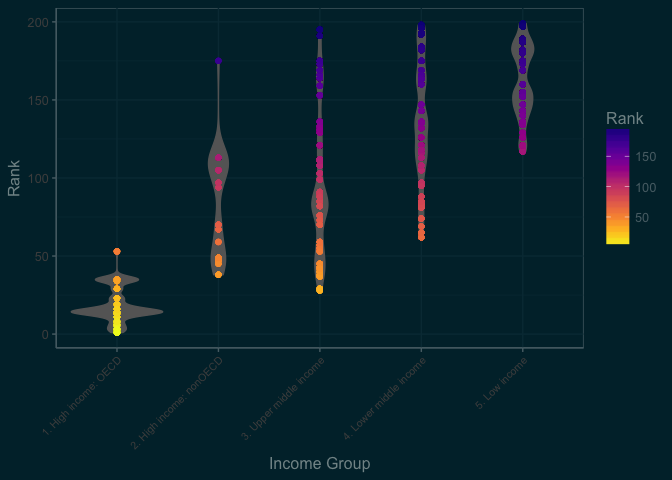 200
150
100
50
0
Rank
1. High income: OECD
2. High income: nonOECD
3. Upper middle income
4. Lower middle income
5. Low income
Income Group
Rank
150
100
50